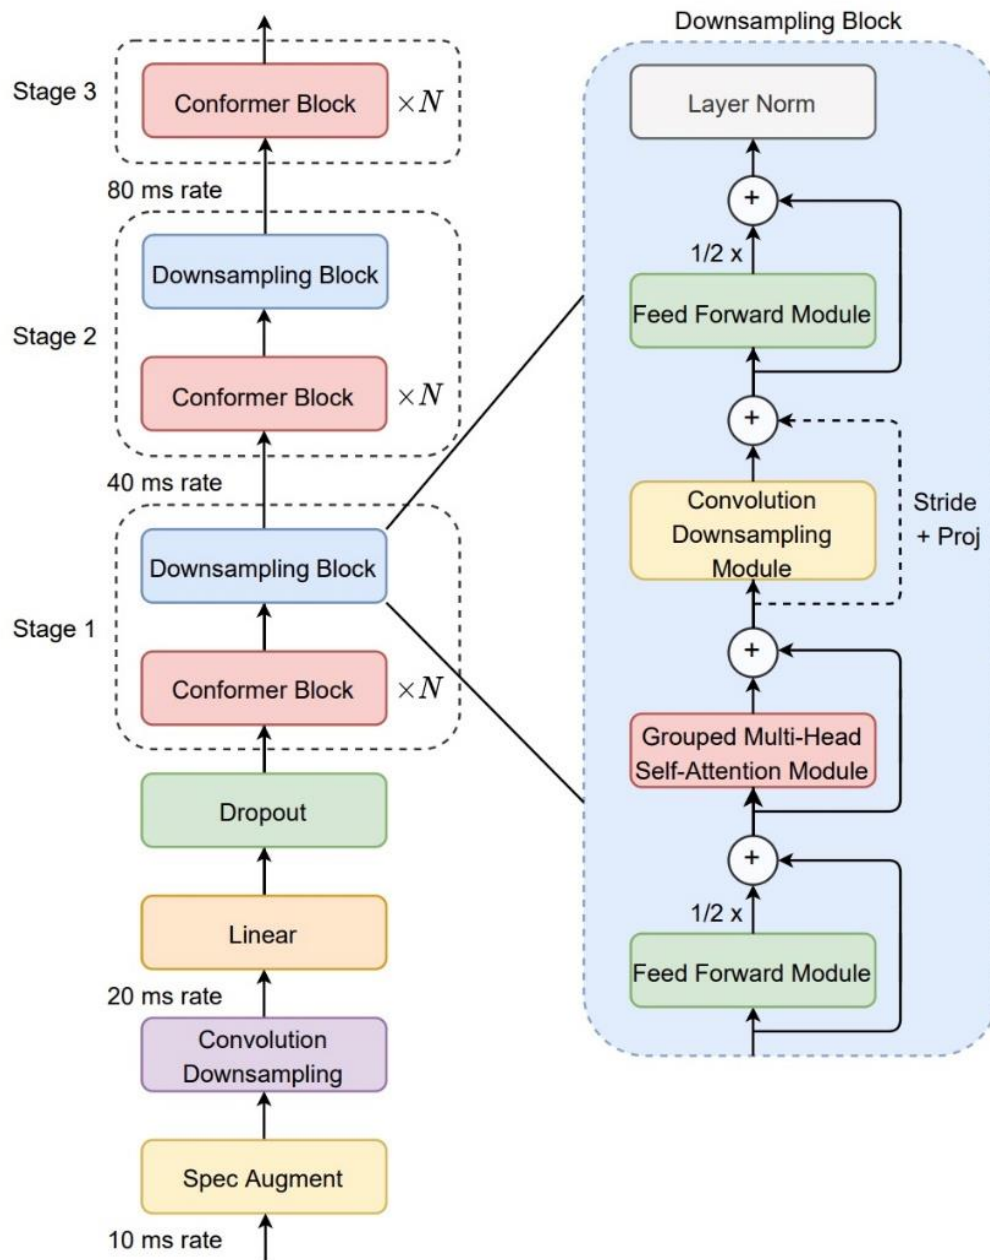 Stage 3
Conformer Block
×N
80 ms rate
Stage 2
Downsampling Block
Conformer Block
×N
40 ms rate
Stage 1
Downsampling Block
Conformer Block
×N
Dropout
Linear
20 ms rate
Convolution
Downsampling
Spec Augment
10 ms rate
Downsampling Block
Layer Norm
+
1/2 x
Feed Forward Module
+
Convolution
Downsampling
Module
Stride
+ Proj
+
Grouped Multi-Head
Self-Attention Module
+
1/2 x
Feed Forward Module